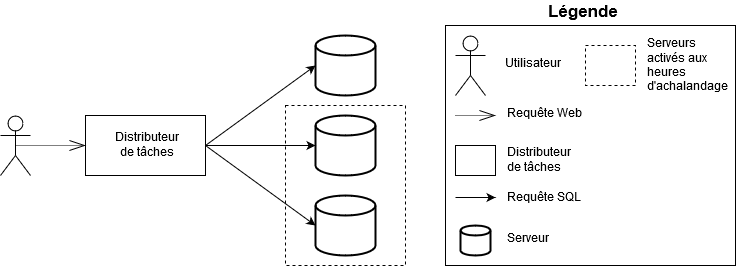 Distributeur
de tâches
Légende
Utilisateur
Serveurs
activés aux
heures
d'achalandage
Requête Web
Distributeur
de tâches
Requête SQL
Serveur